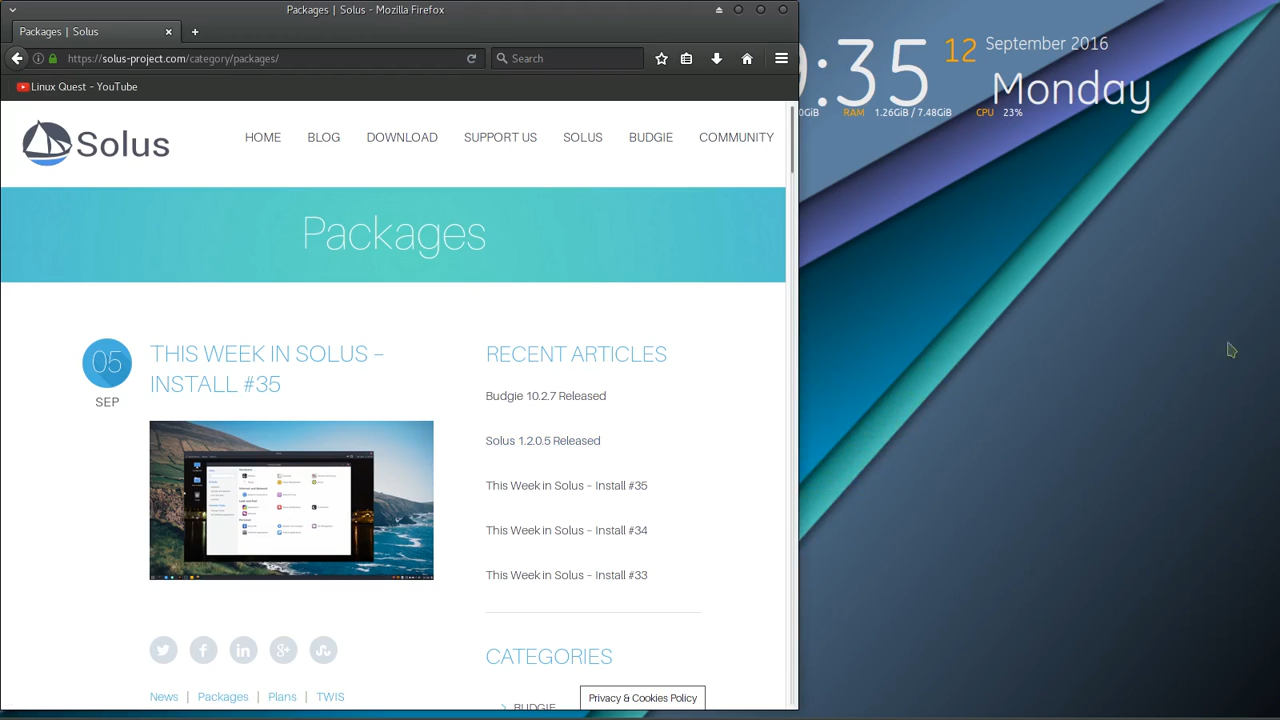 Packages | Solus - Mozilla Firefox
Packages | Solus
https://solus-project.com/category/packages/
Search
Linux Quest - YouTube
Solus
HOME
BLOG
DOWNLOAD
SUPPORT US
SOLUS
BUDGIE
COMMUNITY
Packages
05
SEP
THIS WEEK IN SOLUS –
INSTALL #35
News | Packages | Plans | TWIS
RECENT ARTICLES
Budgie 10.2.7 Released
Solus 1.2.0.5 Released
This Week in Solus – Install #35
This Week in Solus – Install #34
This Week in Solus – Install #33
CATEGORIES
BUDGIE
Privacy & Cookies Policy
:35
12
September 2016
Monday
0GiB
RAM
1.26GiB / 7.48GiB
CPU
23%